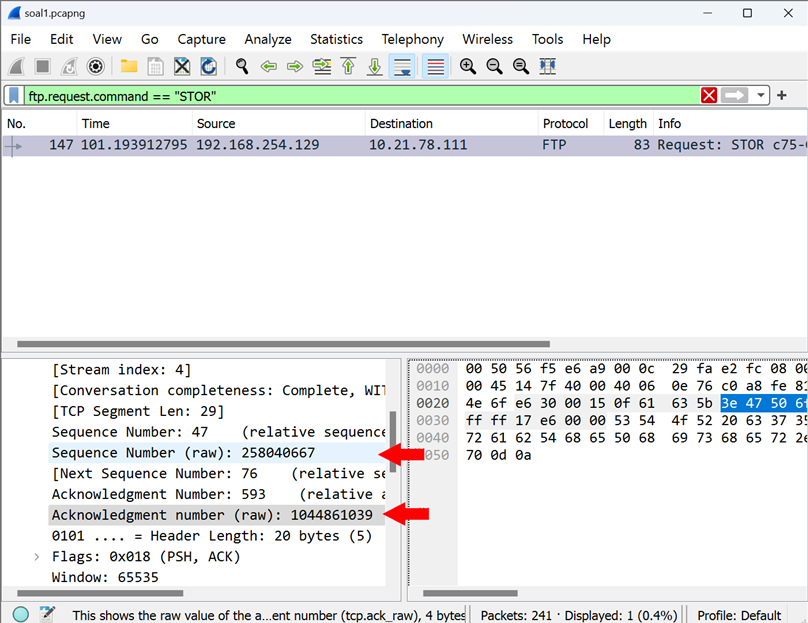 soal1.pcapng
File Edit View Go Capture Analyze Statistics Telephony Wireless Tools Help
ftp.request.command == "STOR"
No. Time Source Destination Protocol Length Info
147 101.193912795 192.168.254.129 10.21.78.111 FTP 83 Request: STOR c75-
[Stream index: 4]
[Conversation completeness: Complete, WIT
[TCP Segment Len: 29]
Sequence Number: 47 (relative sequence
Sequence Number (raw): 258040667
[Next Sequence Number: 76 (relative se
Acknowledgment Number: 593 (relative a
Acknowledgment number (raw): 1044861039
0101 .... = Header Length: 20 bytes (5)
Flags: 0x018 (PSH, ACK)
Window: 65535
0000 00 50 56 f5 e6 a9 00 0c 29 fa e2 fc 08 00
0010 00 45 14 7f 40 00 40 06 0e 76 c0 a8 fe 81
0020 4e 6f e6 30 00 15 0f 61 63 5b 3e 47 50 6f
0030 ff ff 17 e6 00 00 53 54 4f 52 20 63 37 35
0040 72 61 62 54 68 65 50 68 69 73 68 65 72 2e
050 70 0d 0a
This shows the raw value of the a…ent number (tcp.ack_raw), 4 bytes
Packets: 241 · Displayed: 1 (0.4%)
Profile: Default